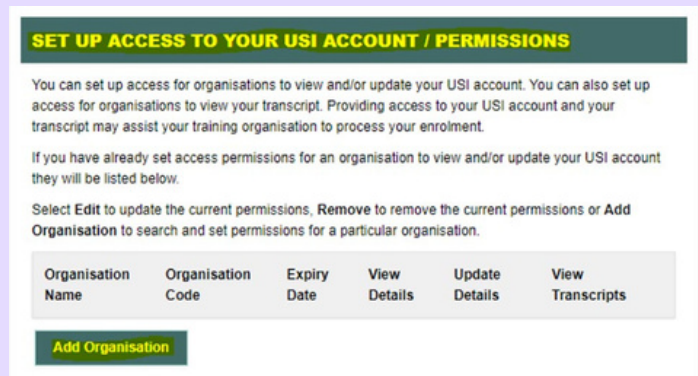 SET UP ACCESS TO YOUR USI ACCOUNT / PERMISSIONS
You can set up access for organisations to view and/or update your USI account. You can also set up
access for organisations to view your transcript. Providing access to your USI account and your
transcript may assist your training organisation to process your enrolment.
If you have already set access permissions for an organisation to view and/or update your USI account
they will be listed below.
Select Edit to update the current permissions, Remove to remove the current permissions or Add
Organisation to search and set permissions for a particular organisation.
Organisation Organisation Expiry View Update View
Name Code Date Details Details Transcripts
Add Organisation